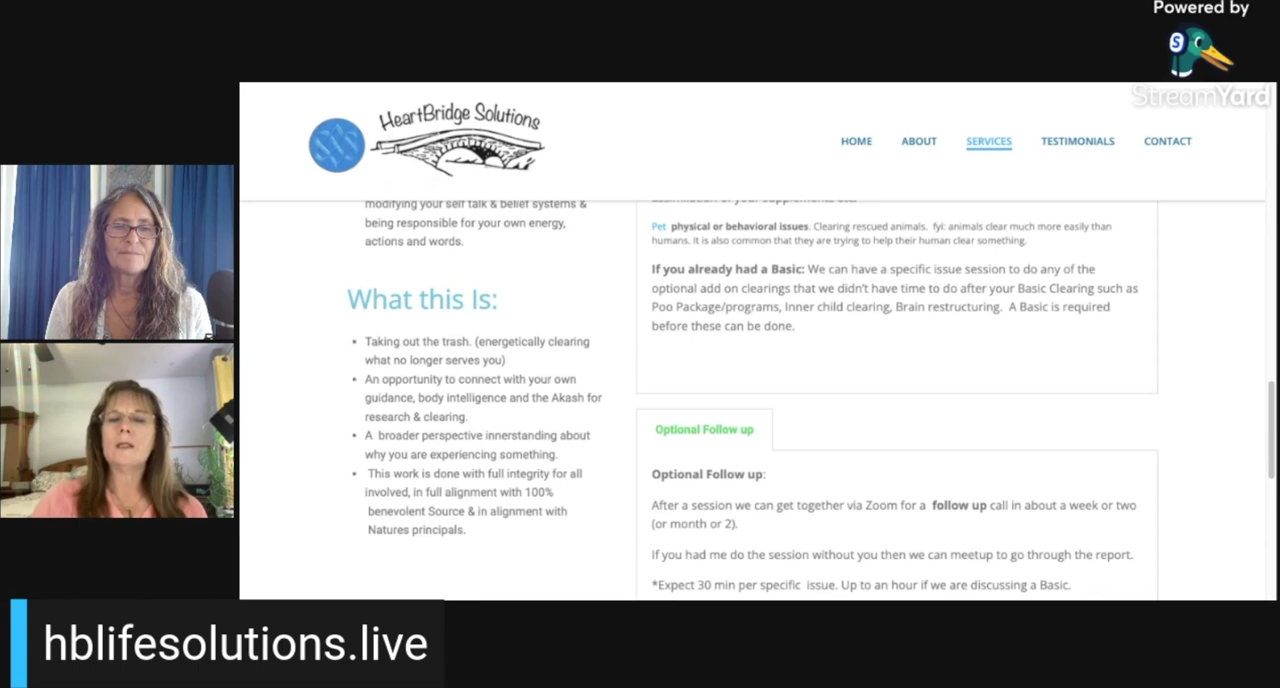 Powered by
S
StreamYard
HeartBridge Solutions
HOME
ABOUT
SERVICES
TESTIMONIALS
CONTACT
modifying your self talk & belief systems &
being responsible for your own energy,
actions and words.
What this Is:
• Taking out the trash. (energetically clearing
what no longer serves you)
• An opportunity to connect with your own
guidance, body intelligence and the Akash for
research & clearing.
• A broader perspective innerstanding about
why you are experiencing something.
• This work is done with full integrity for all
involved, in full alignment with 100%
benevolent Source & in alignment with
Natures principals.
assimilation of your supplements etc.
Pet physical or behavioral issues. Clearing rescued animals. fyi: animals clear much more easily than
humans. It is also common that they are trying to help their human clear something.
If you already had a Basic: We can have a specific issue session to do any of the
optional add on clearings that we didn't have time to do after your Basic Clearing such as
Poo Package/programs, Inner child clearing, Brain restructuring. A Basic is required
before these can be done.
Optional Follow up
Optional Follow up:
After a session we can get together via Zoom for a follow up call in about a week or two
(or month or 2).
If you had me do the session without you then we can meetup to go through the report.
*Expect 30 min per specific issue. Up to an hour if we are discussing a Basic.
hblifesolutions.live